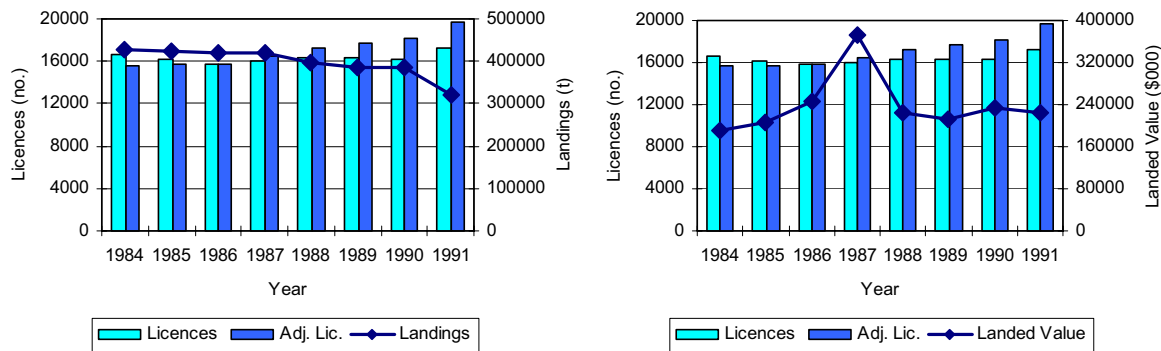 20000
16000
12000
8000
4000
0
Licences (no.)
500000
400000
300000
200000
100000
0
Landings (t)
1984 1985 1986 1987 1988 1989 1990 1991
Year
Licences Adj. Lic. Landings
20000
16000
12000
8000
4000
0
Licences (no.)
400000
320000
240000
160000
80000
0
Landed Value ($000)
1984 1985 1986 1987 1988 1989 1990 1991
Year
Licences Adj. Lic. Landed Value